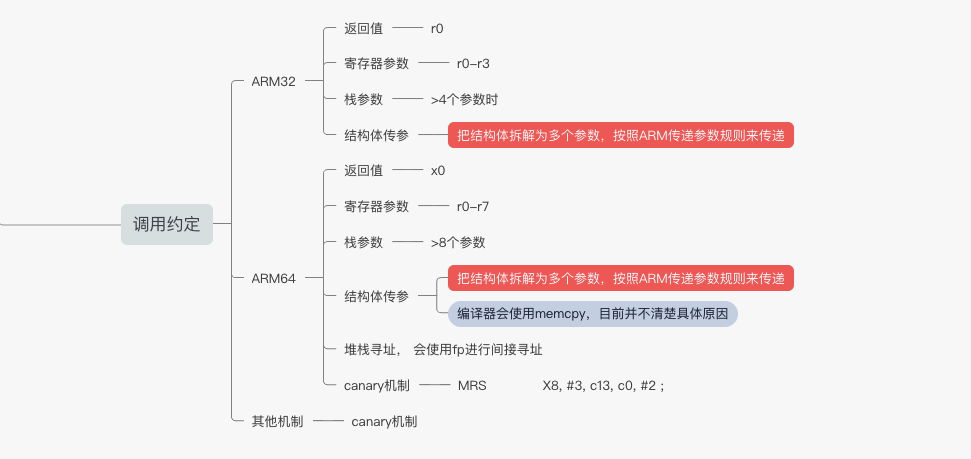 调用约定
ARM32
返回值
r0
寄存器参数
r0-r3
栈参数
>4个参数时
结构体传参
把结构体拆解为多个参数，按照ARM传递参数规则来传递
ARM64
返回值
x0
寄存器参数
r0-r7
栈参数
>8个参数
结构体传参
把结构体拆解为多个参数，按照ARM传递参数规则来传递
编译器会使用memcpy，目前并不清楚具体原因
堆栈寻址， 会使用fp进行间接寻址
canary机制
MRS X8, #3, c13, c0, #2 ;
其他机制
canary机制